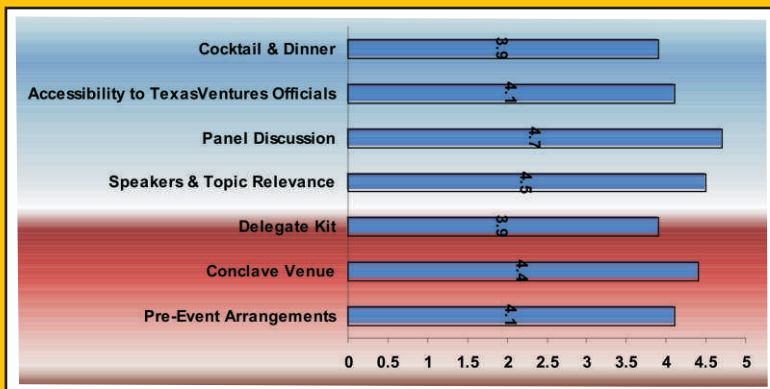 Cocktail & Dinner 3.9
Accessibility to TexasVentures Officials 4.1
Panel Discussion 4.7
Speakers & Topic Relevance 4.5
Delegate Kit 3.9
Conclave Venue 4.4
Pre-Event Arrangements 4.1
0 0.5 1 1.5 2 2.5 3 3.5 4 4.5 5